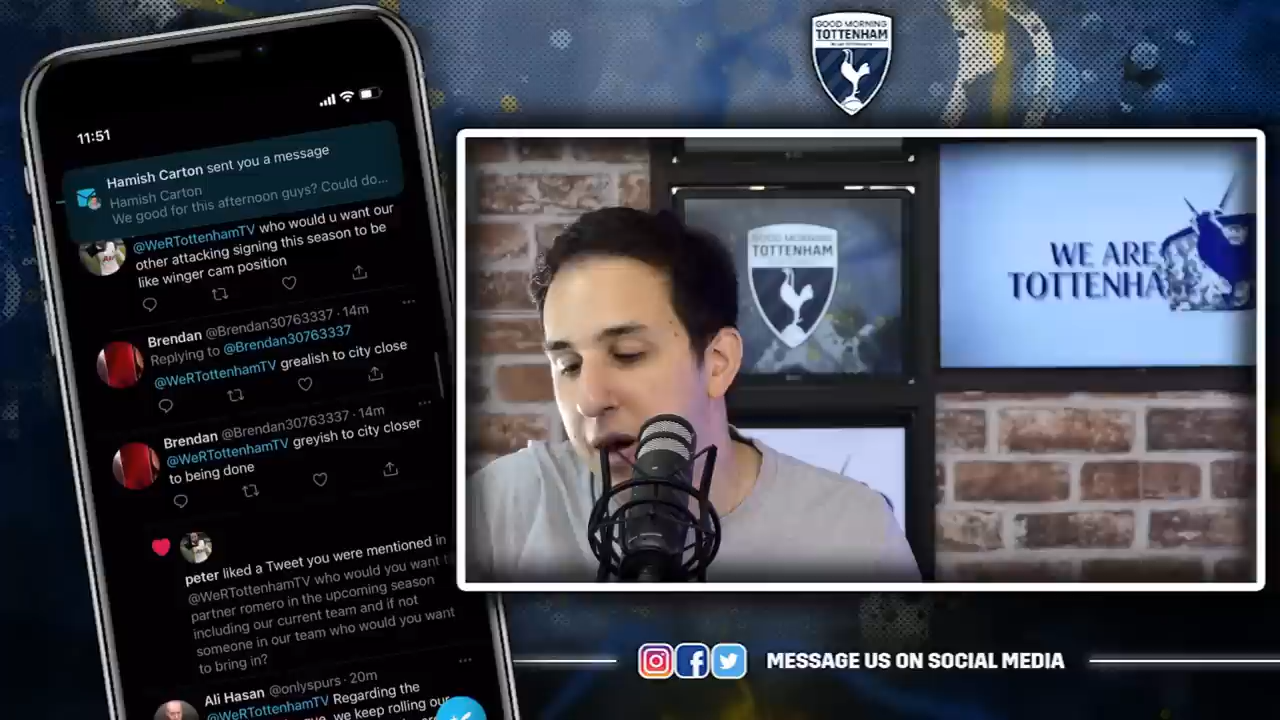 11:51
Hamish Carton sent you a message
Hamish Carton
We good for this afternoon guys? Could do...
@WeRTottenhamTV who would u want our
other attacking signing this season to be
like winger cam position
Brendan @Brendan30763337 · 14m
Replying to @Brendan30763337
@WeRTottenhamTV grealish to city close
Brendan @Brendan30763337 · 14m
@WeRTottenhamTV greyish to city closer
to being done
peter liked a Tweet you were mentioned in
@WeRTottenhamTV who would you want t
partner romero in the upcoming season
including our current team and if not
someone in our team who would you want
to bring in?
Ali Hasan @onlyspurs · 20m
@WeRTottenhamTV Regarding the
we keep rolling our
GOOD MORNING
TOTTENHAM
GOOD MORNING
TOTTENHAM
WE ARE
TOTTENHA
MESSAGE US ON SOCIAL MEDIA